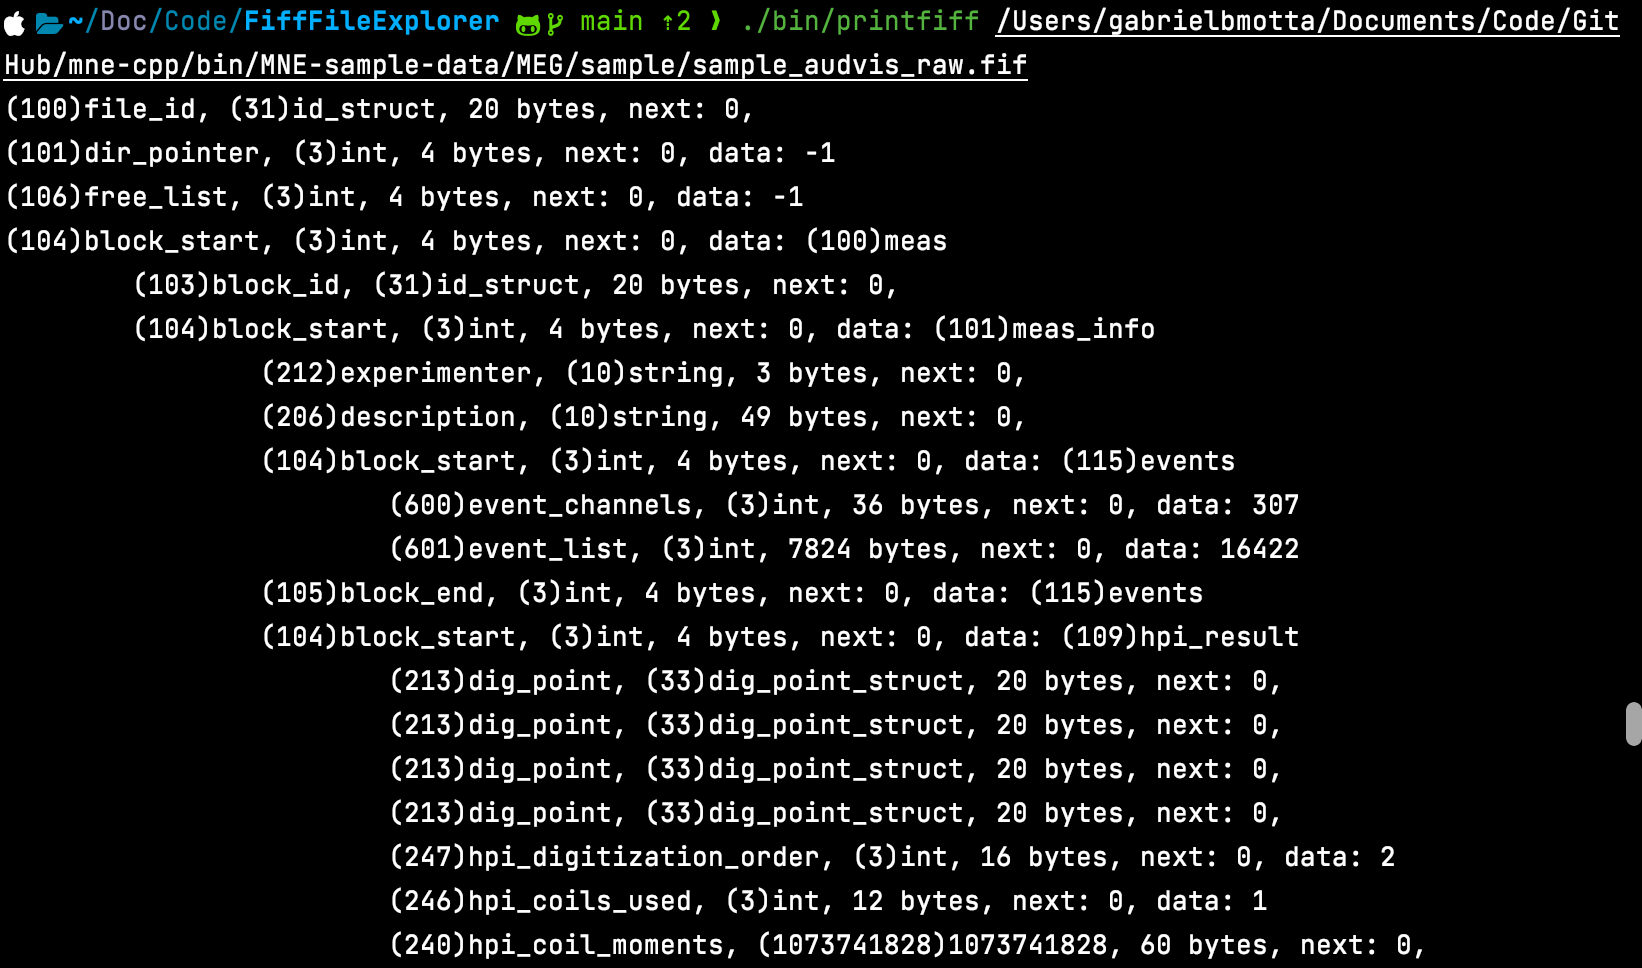 ~/Doc/Code/FiffFileExplorer main ⇡2 ❯ ./bin/printfiff /Users/gabrielbmotta/Documents/Code/Git
Hub/mne-cpp/bin/MNE-sample-data/MEG/sample/sample_audvis_raw.fif
(100)file_id, (31)id_struct, 20 bytes, next: 0,
(101)dir_pointer, (3)int, 4 bytes, next: 0, data: -1
(106)free_list, (3)int, 4 bytes, next: 0, data: -1
(104)block_start, (3)int, 4 bytes, next: 0, data: (100)meas
(103)block_id, (31)id_struct, 20 bytes, next: 0,
(104)block_start, (3)int, 4 bytes, next: 0, data: (101)meas_info
(212)experimenter, (10)string, 3 bytes, next: 0,
(206)description, (10)string, 49 bytes, next: 0,
(104)block_start, (3)int, 4 bytes, next: 0, data: (115)events
(600)event_channels, (3)int, 36 bytes, next: 0, data: 307
(601)event_list, (3)int, 7824 bytes, next: 0, data: 16422
(105)block_end, (3)int, 4 bytes, next: 0, data: (115)events
(104)block_start, (3)int, 4 bytes, next: 0, data: (109)hpi_result
(213)dig_point, (33)dig_point_struct, 20 bytes, next: 0,
(213)dig_point, (33)dig_point_struct, 20 bytes, next: 0,
(213)dig_point, (33)dig_point_struct, 20 bytes, next: 0,
(213)dig_point, (33)dig_point_struct, 20 bytes, next: 0,
(247)hpi_digitization_order, (3)int, 16 bytes, next: 0, data: 2
(246)hpi_coils_used, (3)int, 12 bytes, next: 0, data: 1
(240)hpi_coil_moments, (1073741828)1073741828, 60 bytes, next: 0,